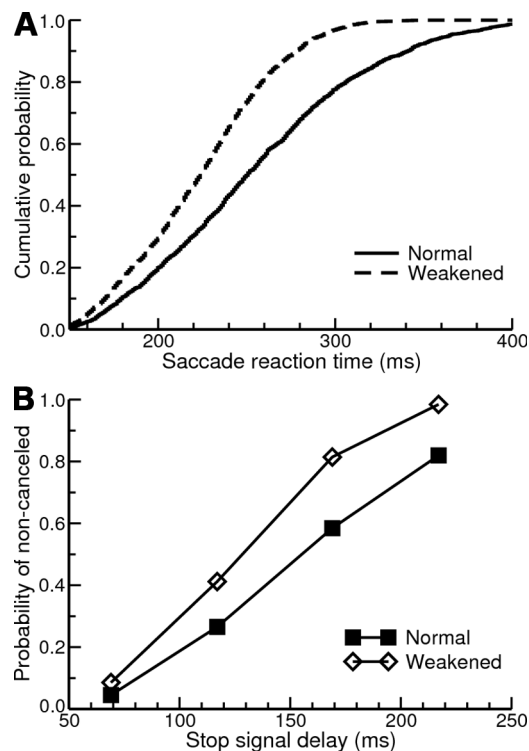 A
Cumulative probability
1.0
0.8
0.6
0.4
0.2
0.0
Normal
Weakened
200
300
400
Saccade reaction time (ms)
B
Probability of non-canceled
1.0
0.8
0.6
0.4
0.2
0.0
Normal
Weakened
50
100
150
200
250
Stop signal delay (ms)